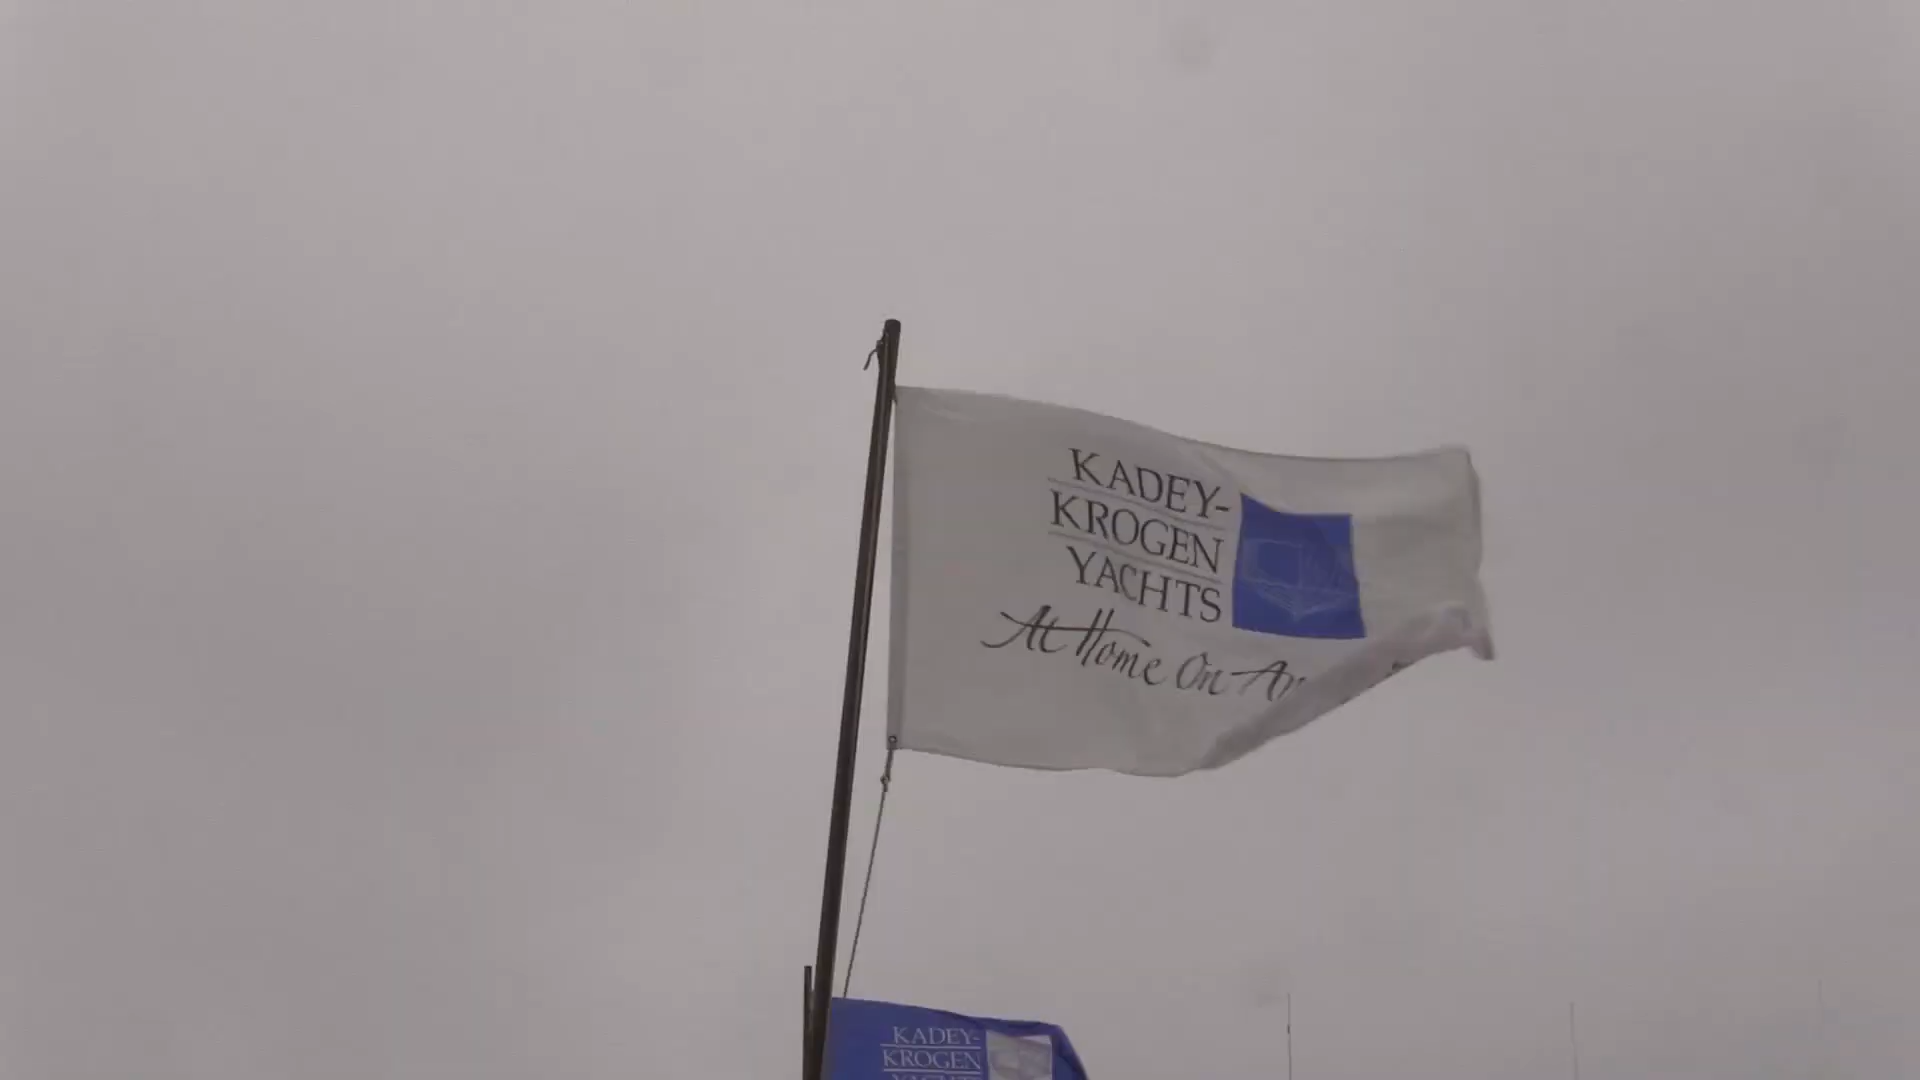 KADEY-
KROGEN
YACHTS
At Home On
KADEY-
KROGEN